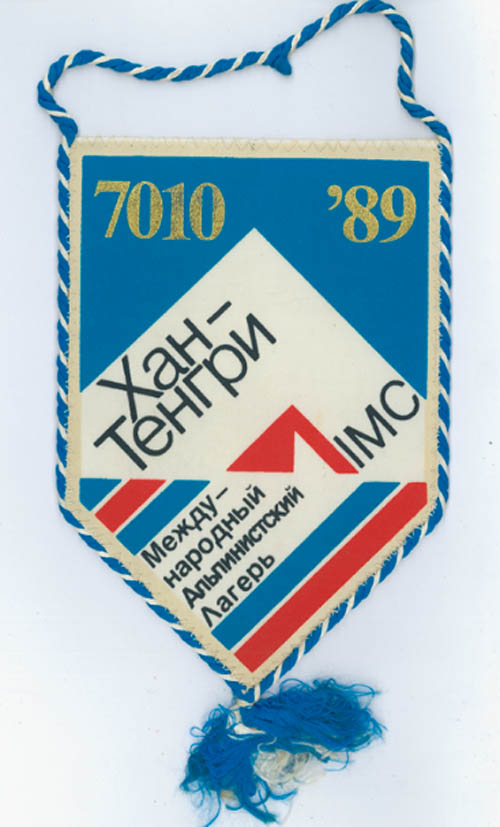 7010 '89
Хан-
Тенгри
IMC
Между-
народный
Альпинистский
Лагерь